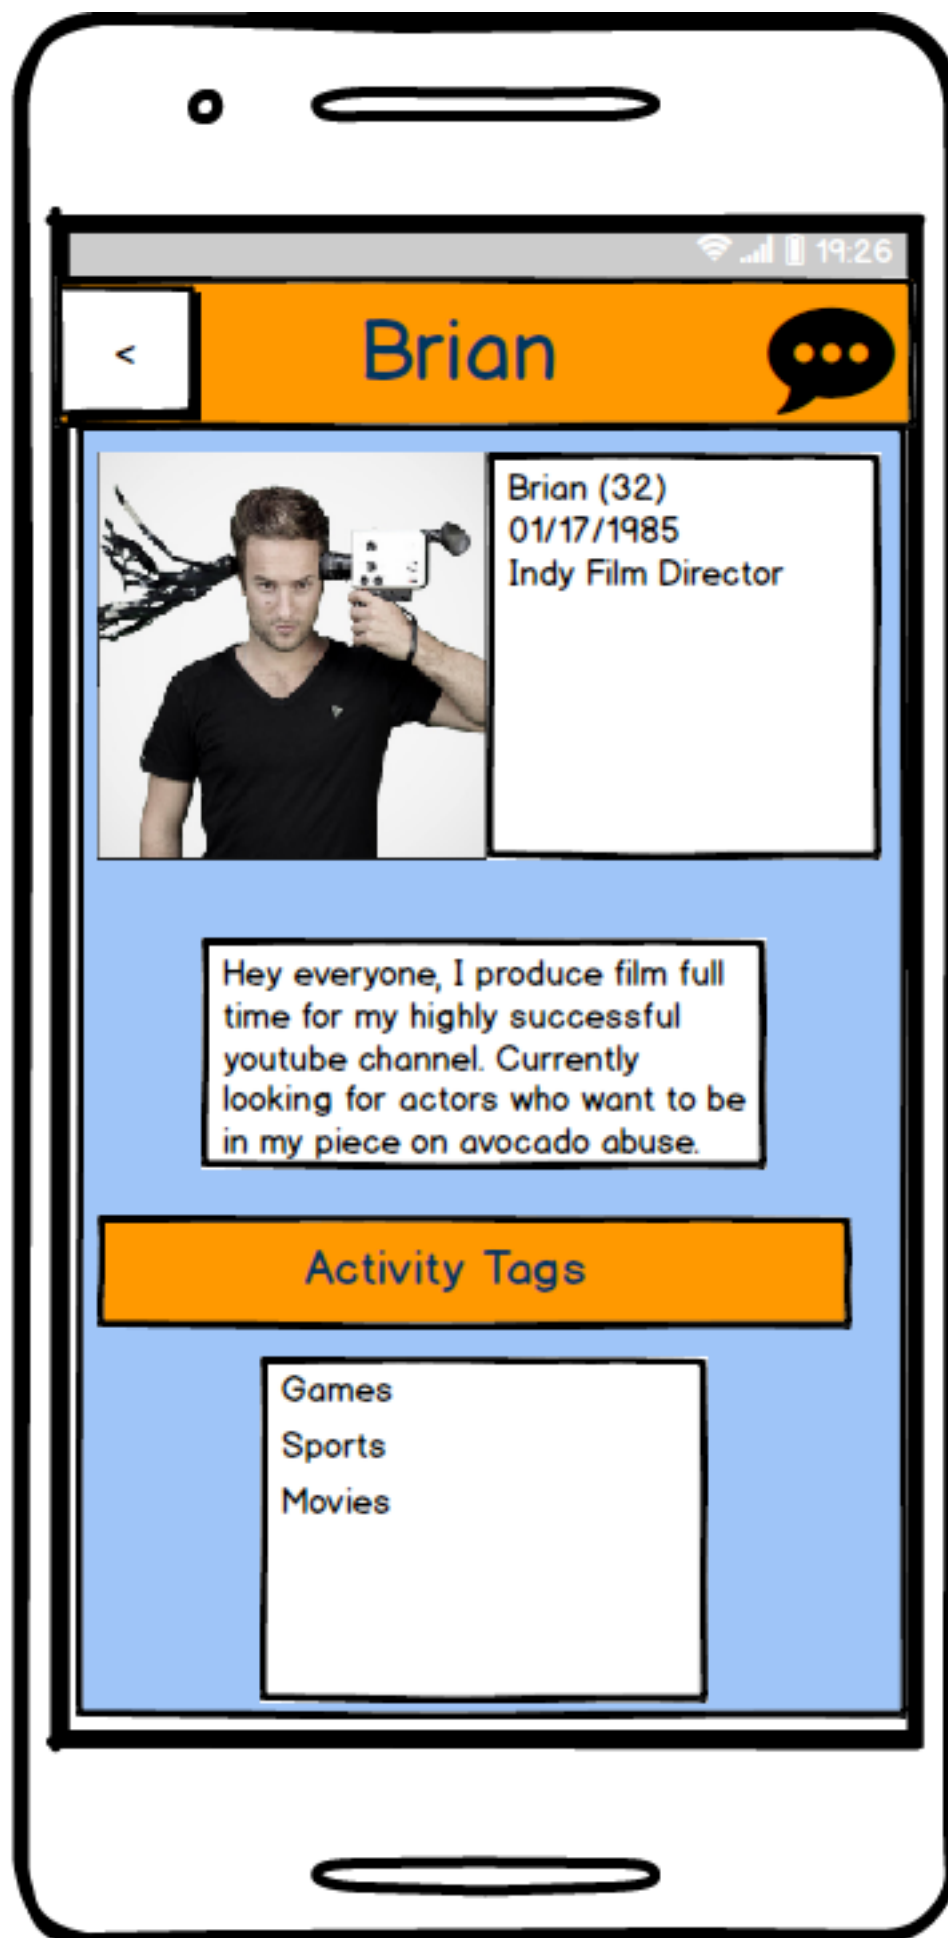 19:26
<
Brian
Brian (32)
01/17/1985
Indy Film Director
Hey everyone, I produce film full
time for my highly successful
youtube channel. Currently
looking for actors who want to be
in my piece on avocado abuse.
Activity Tags
Games
Sports
Movies